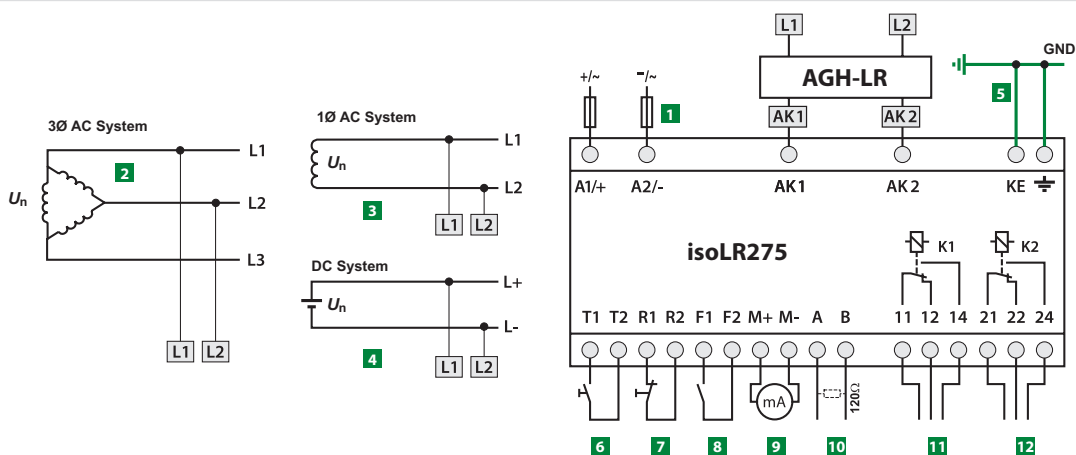 3Ø AC System
L1
2
Un
L2
L3
L1 L2
1Ø AC System
L1
Un
L2
3
L1 L2
DC System
L+
Un
L-
4
L1 L2
L1 L2
GND
+/~ -/~
AGH-LR
1
5
AK1 AK2
A1/+ A2/- AK1 AK2 KE
isoLR275
K1 K2
T1 T2 R1 R2 F1 F2 M+ M- A B 11 12 14 21 22 24
mA
120Ω
6 7 8 9 10 11 12